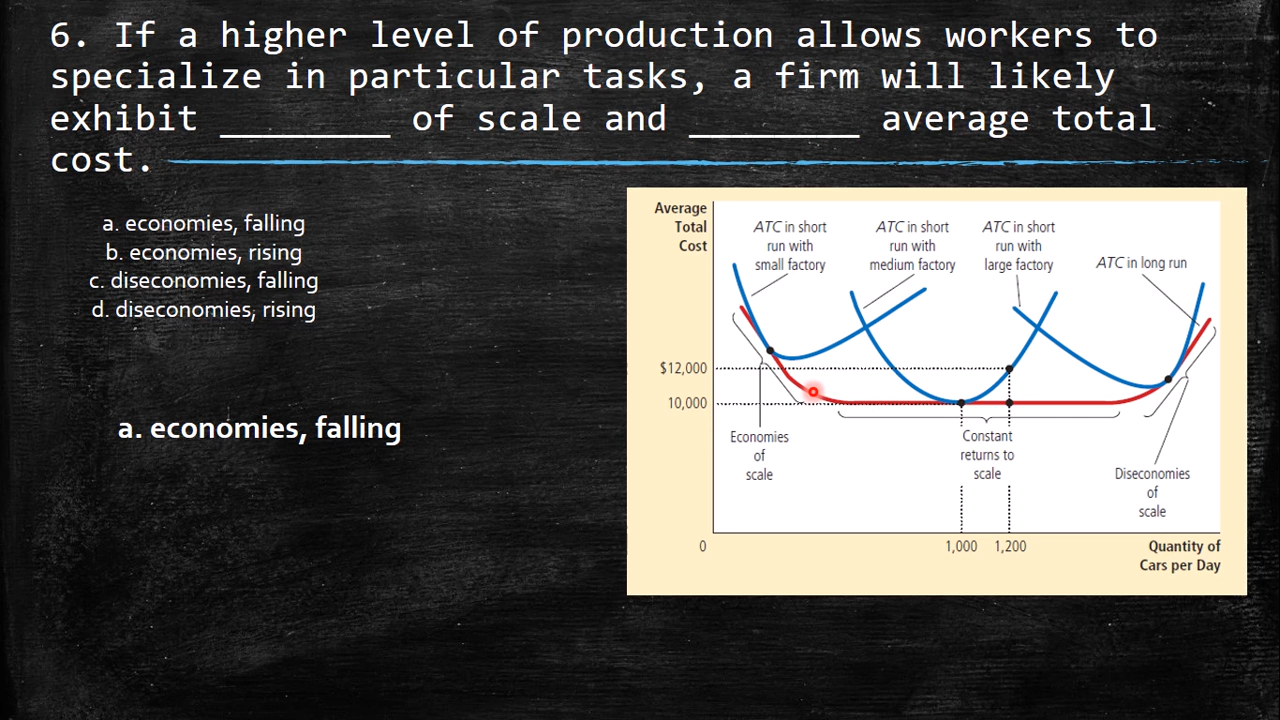 6. If a higher level of production allows workers to
specialize in particular tasks, a firm will likely
exhibit ________ of scale and ________ average total
cost.
a. economies, falling
b. economies, rising
c. diseconomies, falling
d. diseconomies, rising
a. economies, falling
Average
Total
Cost
ATC in short
run with
small factory
ATC in short
run with
medium factory
ATC in short
run with
large factory
ATC in long run
$12,000
10,000
Economies
of
scale
Constant
returns to
scale
Diseconomies
of
scale
0
1,000
1,200
Quantity of
Cars per Day